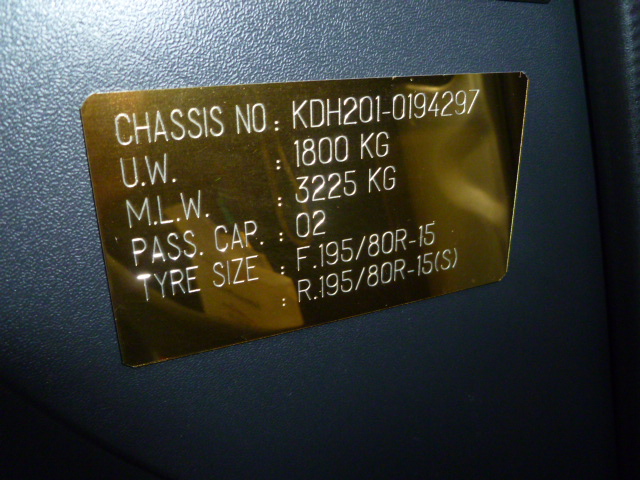 CHASSIS NO : KDH201-0194297
U.W. : 1800 KG
M.L.W. : 3225 KG
PASS. CAP. : 02
TYRE SIZE : F.195/80R-15
: R.195/80R-15(S)